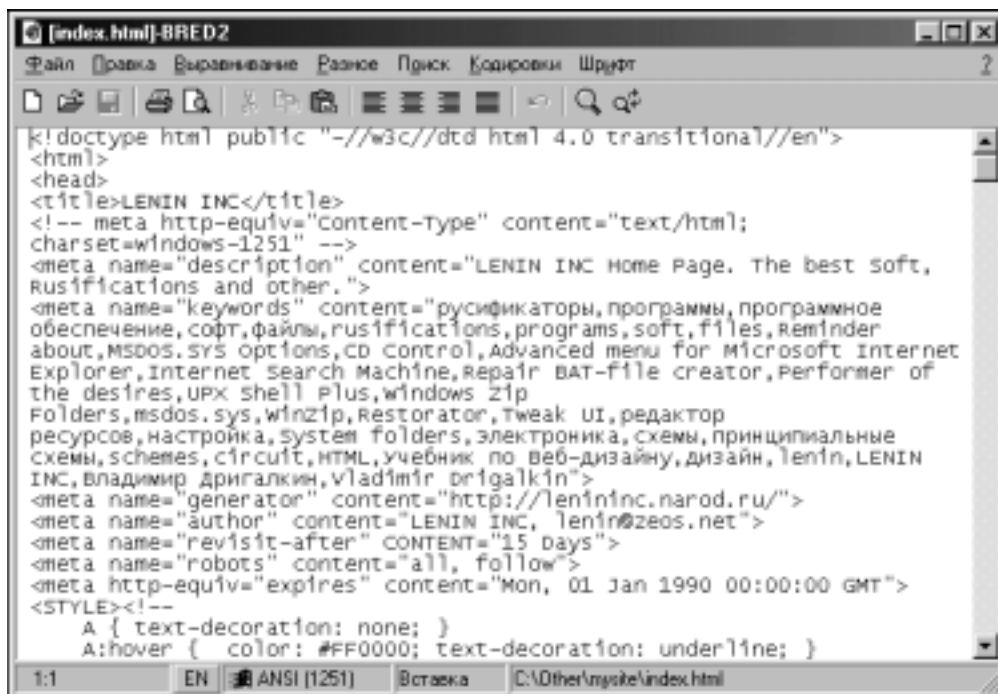 [index.html]-BRED2
Файл Правка Выравнивание Разное Поиск Кодировки Шрифт ?
<!doctype html public "-//w3c//dtd html 4.0 transitional//en">
<html>
<head>
<title>LENIN INC</title>
<!-- meta http-equiv="Content-Type" content="text/html;
charset=windows-1251" -->
<meta name="description" content="LENIN INC Home Page. The best Soft,
Rusifications and other.">
<meta name="keywords" content="русификаторы,программы,программное
обеспечение,софт,файлы,rusifications,programs,soft,files,Reminder
about,MSDOS.SYS Options,CD Control,Advanced menu for Microsoft Internet
Explorer,Internet Search Machine,Repair BAT-file creator,Performer of
the desires,UPX Shell Plus,Windows Zip
Folders,msdos.sys,WinZip,Restorator,Tweak UI,редактор
ресурсов,настройка,System folders,электроника,схемы,принципиальные
схемы,schemes,circuit,HTML,Учебник по Веб-дизайну,дизайн,lenin,LENIN
INC,Владимир Дригалкин,Vladimir Drigalkin">
<meta name="generator" content="http://lenininc.narod.ru/">
<meta name="author" content="LENIN INC, lenin@zeos.net">
<meta name="revisit-after" CONTENT="15 Days">
<meta name="robots" content="all, follow">
<meta http-equiv="expires" content="Mon, 01 Jan 1990 00:00:00 GMT">
<STYLE><!--
A { text-decoration: none; }
A:hover { color: #FF0000; text-decoration: underline; }
1:1 EN ANSI (1251) Вставка C:\Other\mysite\index.html